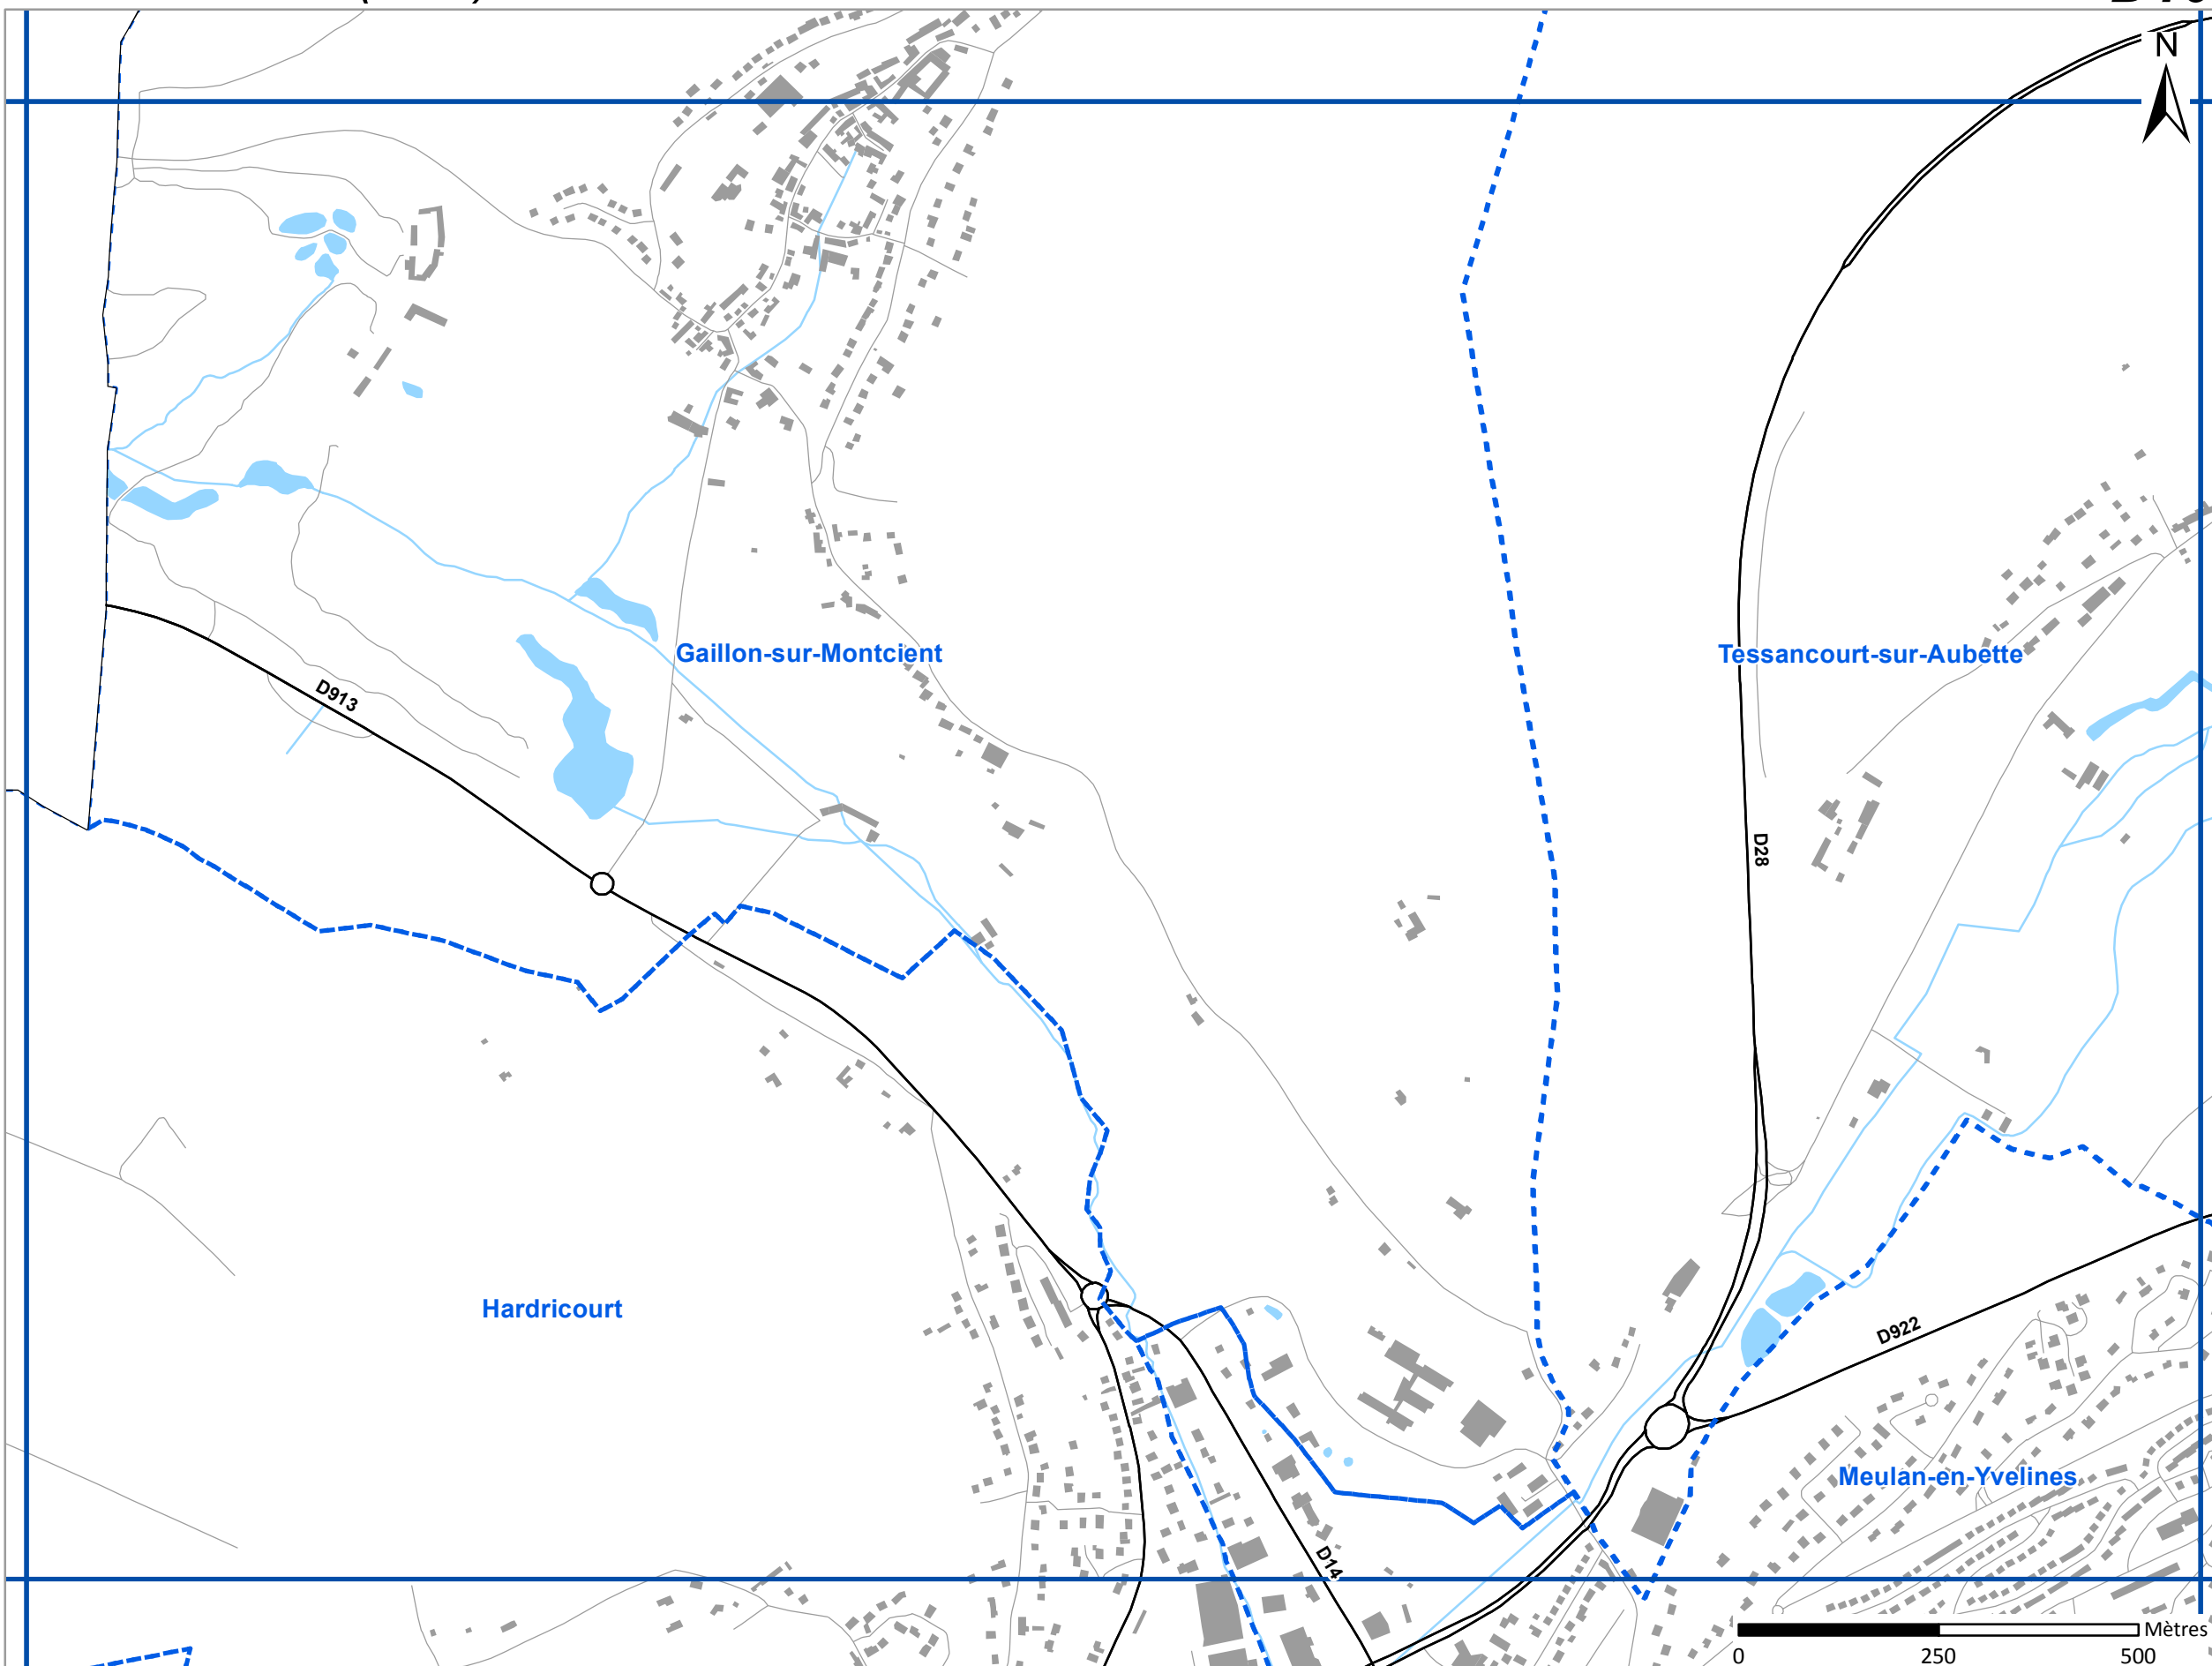 N
Gaillon-sur-Montcient
Tessancourt-sur-Aubette
D913
D28
Hardricourt
D922
Meulan-en-Yvelines
D14
Mètres
0 250 500